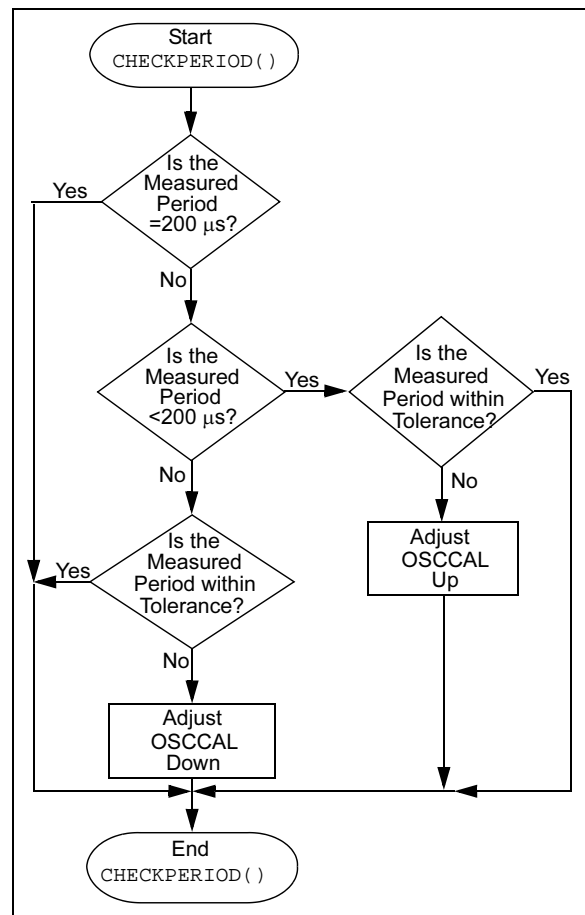 Start
CHECKPERIOD()
Is the
Measured
Period
=200 μs?
Yes
No
Is the
Measured
Period
<200 μs?
Yes
No
Is the
Measured
Period within
Tolerance?
Yes
No
Adjust
OSCCAL
Up
Is the
Measured
Period within
Tolerance?
Yes
No
Adjust
OSCCAL
Down
End
CHECKPERIOD()